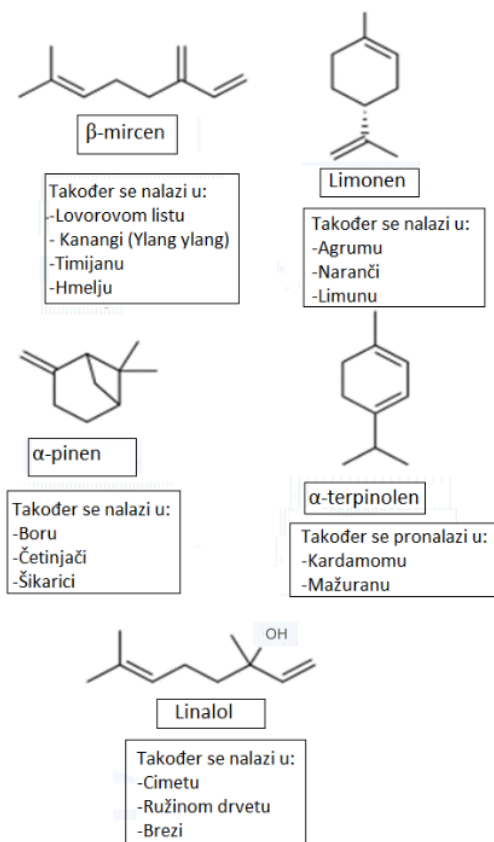 β-mircen
Također se nalazi u:
-Lovorovom listu
- Kanangi (Ylang ylang)
-Timijanu
-Hmelju
Limonen
Također se nalazi u:
-Agrumu
-Naranči
-Limunu
α-pinen
Također se nalazi u:
-Boru
-Četinjači
-Šikarici
α-terpinolen
Također se pronalazi u:
-Kardamomu
-Mažuranu
OH
Linalol
Također se nalazi u:
-Cimetu
-Ružinom drvetu
-Brezi